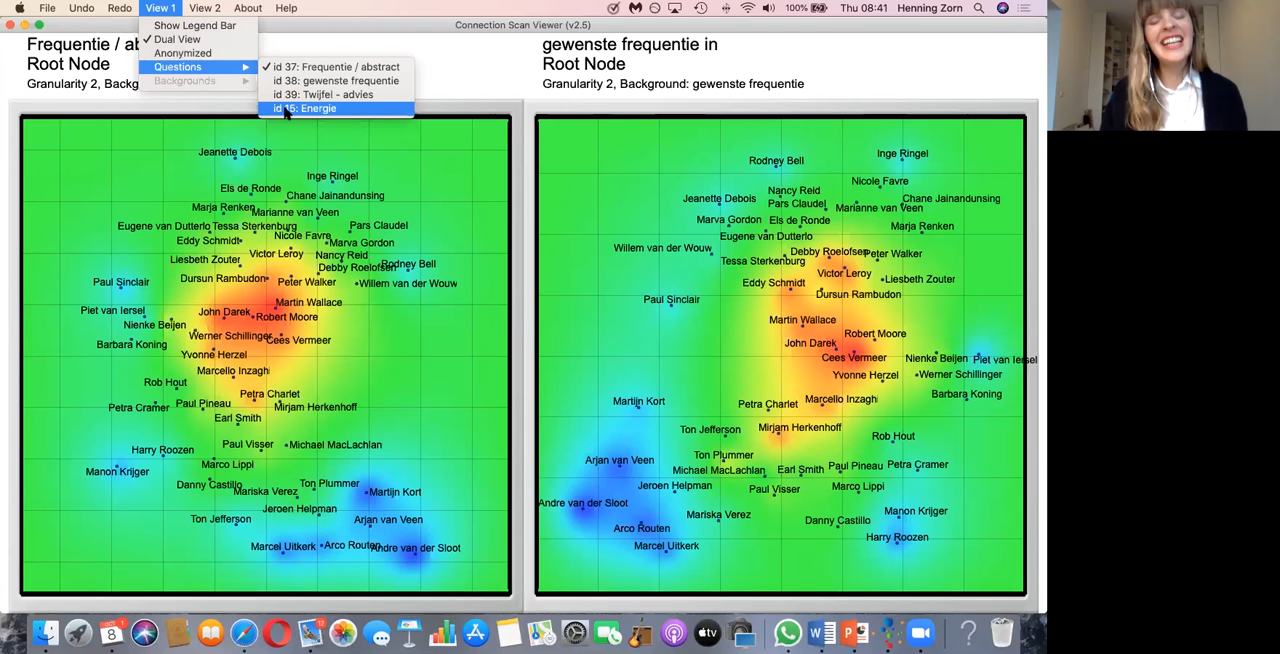 File Undo Redo View 1 View 2 About Help 100% Thu 08:41 Henning Zorn
Connection Scan Viewer (v2.5)
Show Legend Bar
Dual View
Anonymized
Questions
Backgrounds
id 37: Frequentie / abstract
id 38: gewenste frequentie
id 39: Twijfel - advies
Energie
Frequentie /
Root Node
Granularity 2, Backg
gewenste frequentie in
Root Node
Granularity 2, Background: gewenste frequentie
Jeanette Debois
Inge Ringel
Els de Ronde
Chane Jainandunsing
Marja Renken
Marianne van Veen
Eugene van Dutterlo
Tessa Sterkenburg
Pars Claudel
Eddy Schmidt
Nicole Favre
Marva Gordon
Liesbeth Zouter
Victor Leroy
Nancy Reid
Debby Roelofsen
Rodney Bell
Paul Sinclair
Dursun Rambudon
Peter Walker
Willem van der Wouw
Martin Wallace
Piet van Iersel
John Darek
Robert Moore
Nienke Beijen
Werner Schillinger
Cees Vermeer
Barbara Koning
Yvonne Herzel
Marcello Inzaghi
Rob Hout
Petra Charlet
Petra Cramer
Paul Pineau
Mirjam Herkenhoff
Earl Smith
Harry Roozen
Paul Visser
Michael MacLachlan
Manon Krijger
Marco Lippi
Danny Castillo
Mariska Verez
Ton Plummer
Martijn Kort
Jeroen Helpman
Ton Jefferson
Arjan van Veen
Marcel Uitkerk
Arco Routen
Andre van der Sloot
Rodney Bell
Inge Ringel
Nancy Reid
Nicole Favre
Jeanette Debois
Pars Claudel
Chane Jainandunsing
Marianne van Veen
Marva Gordon
Els de Ronde
Marja Renken
Eugene van Dutterlo
Willem van der Wouw
Tessa Sterkenburg
Debby Roelofsen
Peter Walker
Victor Leroy
Liesbeth Zouter
Eddy Schmidt
Dursun Rambudon
Paul Sinclair
Martin Wallace
Robert Moore
John Darek
Cees Vermeer
Nienke Beijen
Piet van Iersel
Yvonne Herzel
Werner Schillinger
Barbara Koning
Martijn Kort
Petra Charlet
Marcello Inzaghi
Ton Jefferson
Mirjam Herkenhoff
Rob Hout
Arjan van Veen
Ton Plummer
Michael MacLachlan
Earl Smith
Paul Pineau
Petra Cramer
Jeroen Helpman
Paul Visser
Marco Lippi
Andre van der Sloot
Mariska Verez
Danny Castillo
Manon Krijger
Arco Routen
Harry Roozen
Marcel Uitkerk
8
tv